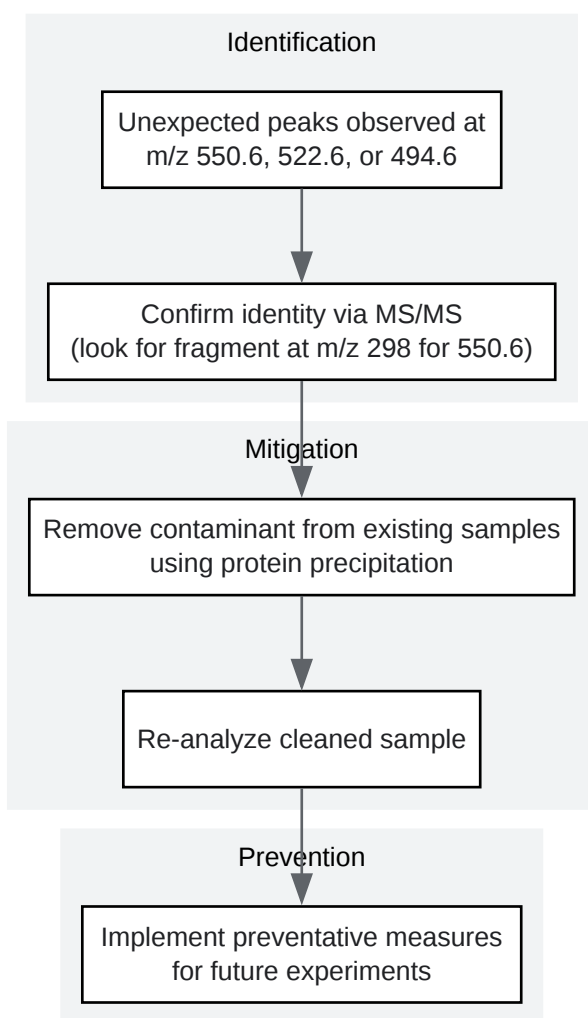 Identification
Unexpected peaks observed at
m/z 550.6, 522.6, or 494.6
Confirm identity via MS/MS
(look for fragment at m/z 298 for 550.6)
Mitigation
Remove contaminant from existing samples
using protein precipitation
Re-analyze cleaned sample
Prevention
Implement preventative measures
for future experiments